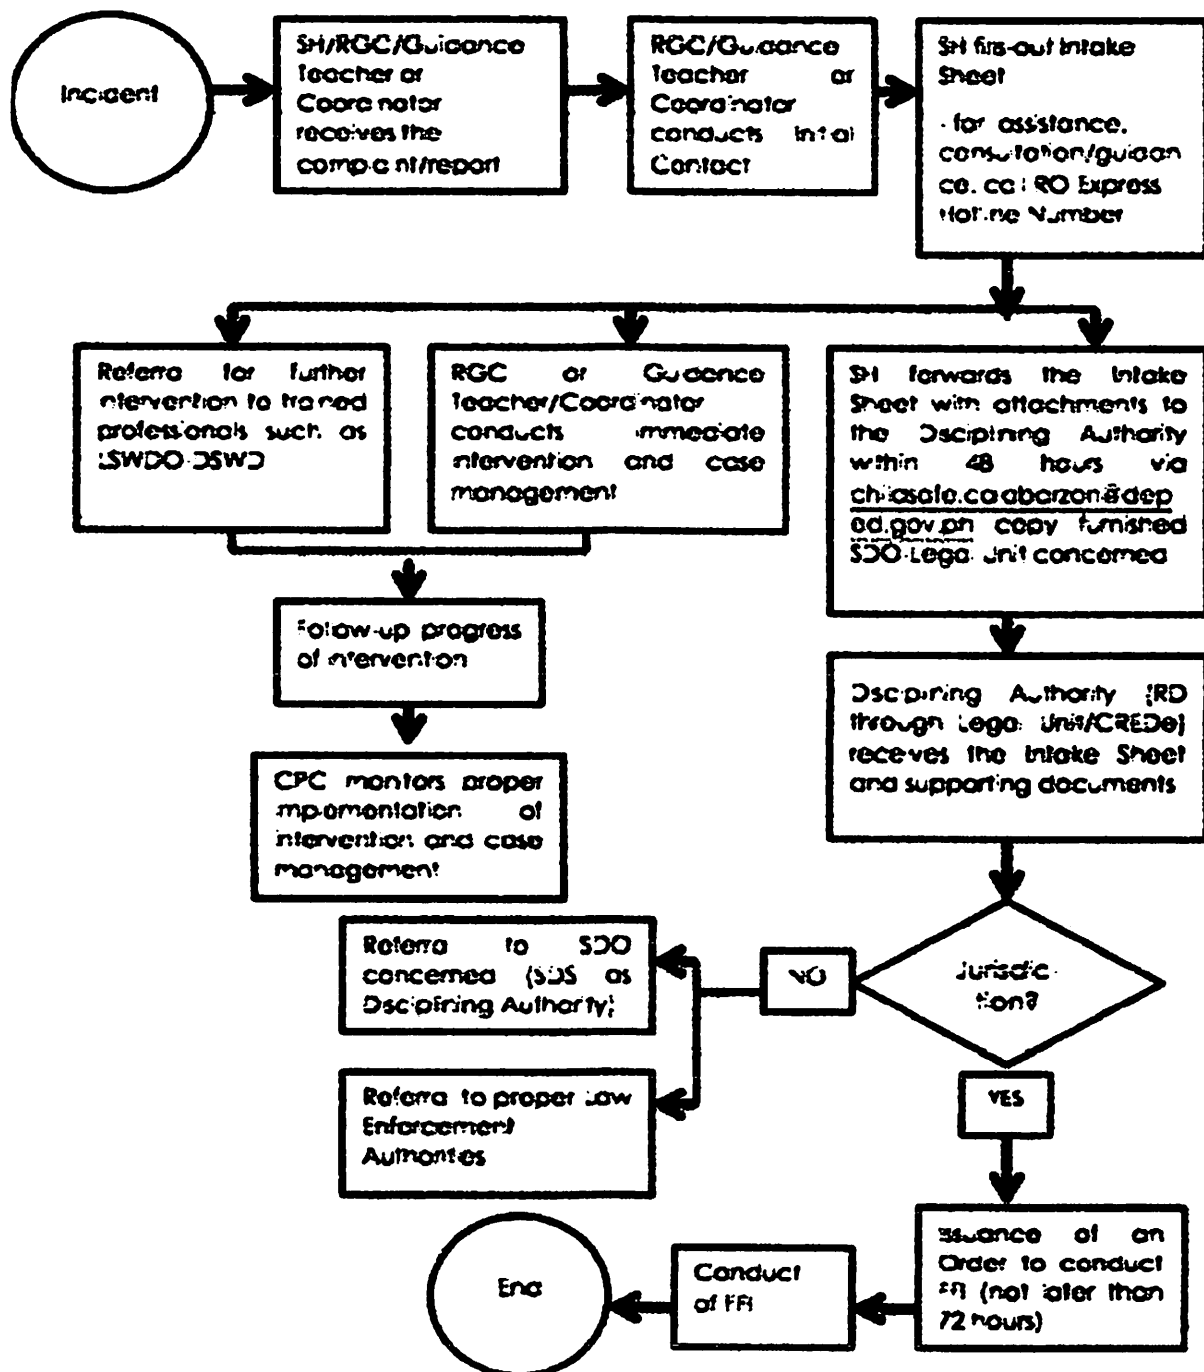 Incident
SH/RGC/Guidance
Teacher or
Coordinator
receives the
complaint/report
RGC/Guidance
Teacher or
Coordinator
conducts Initial
Contact
SH fills-out Intake
Sheet
- for assistance,
consultation/guidan
ce, call RO Express
Hotline Number
Referral for further
intervention to trained
professionals such as
LSWDO-DSWD
RGC or Guidance
Teacher/Coordinator
conducts immediate
intervention and case
management
SH forwards the Intake
Sheet with attachments to
the Disciplining Authority
within 48 hours via
childsafe.calabarzon@dep
ed.gov.ph copy furnished
SDO-Legal Unit concerned
Follow-up progress
of intervention
Disciplining Authority (RD
through Legal Unit/CREDe)
receives the Intake Sheet
and supporting documents
CPC monitors proper
implementation of
intervention and case
management
Referral to SDO
concerned (SDS as
Disciplining Authority)
NO
Jurisdic-
tion?
Referral to proper Law
Enforcement
Authorities
YES
Issuance of an
Order to conduct
FFI (not later than
72 hours)
Conduct
of FFI
End